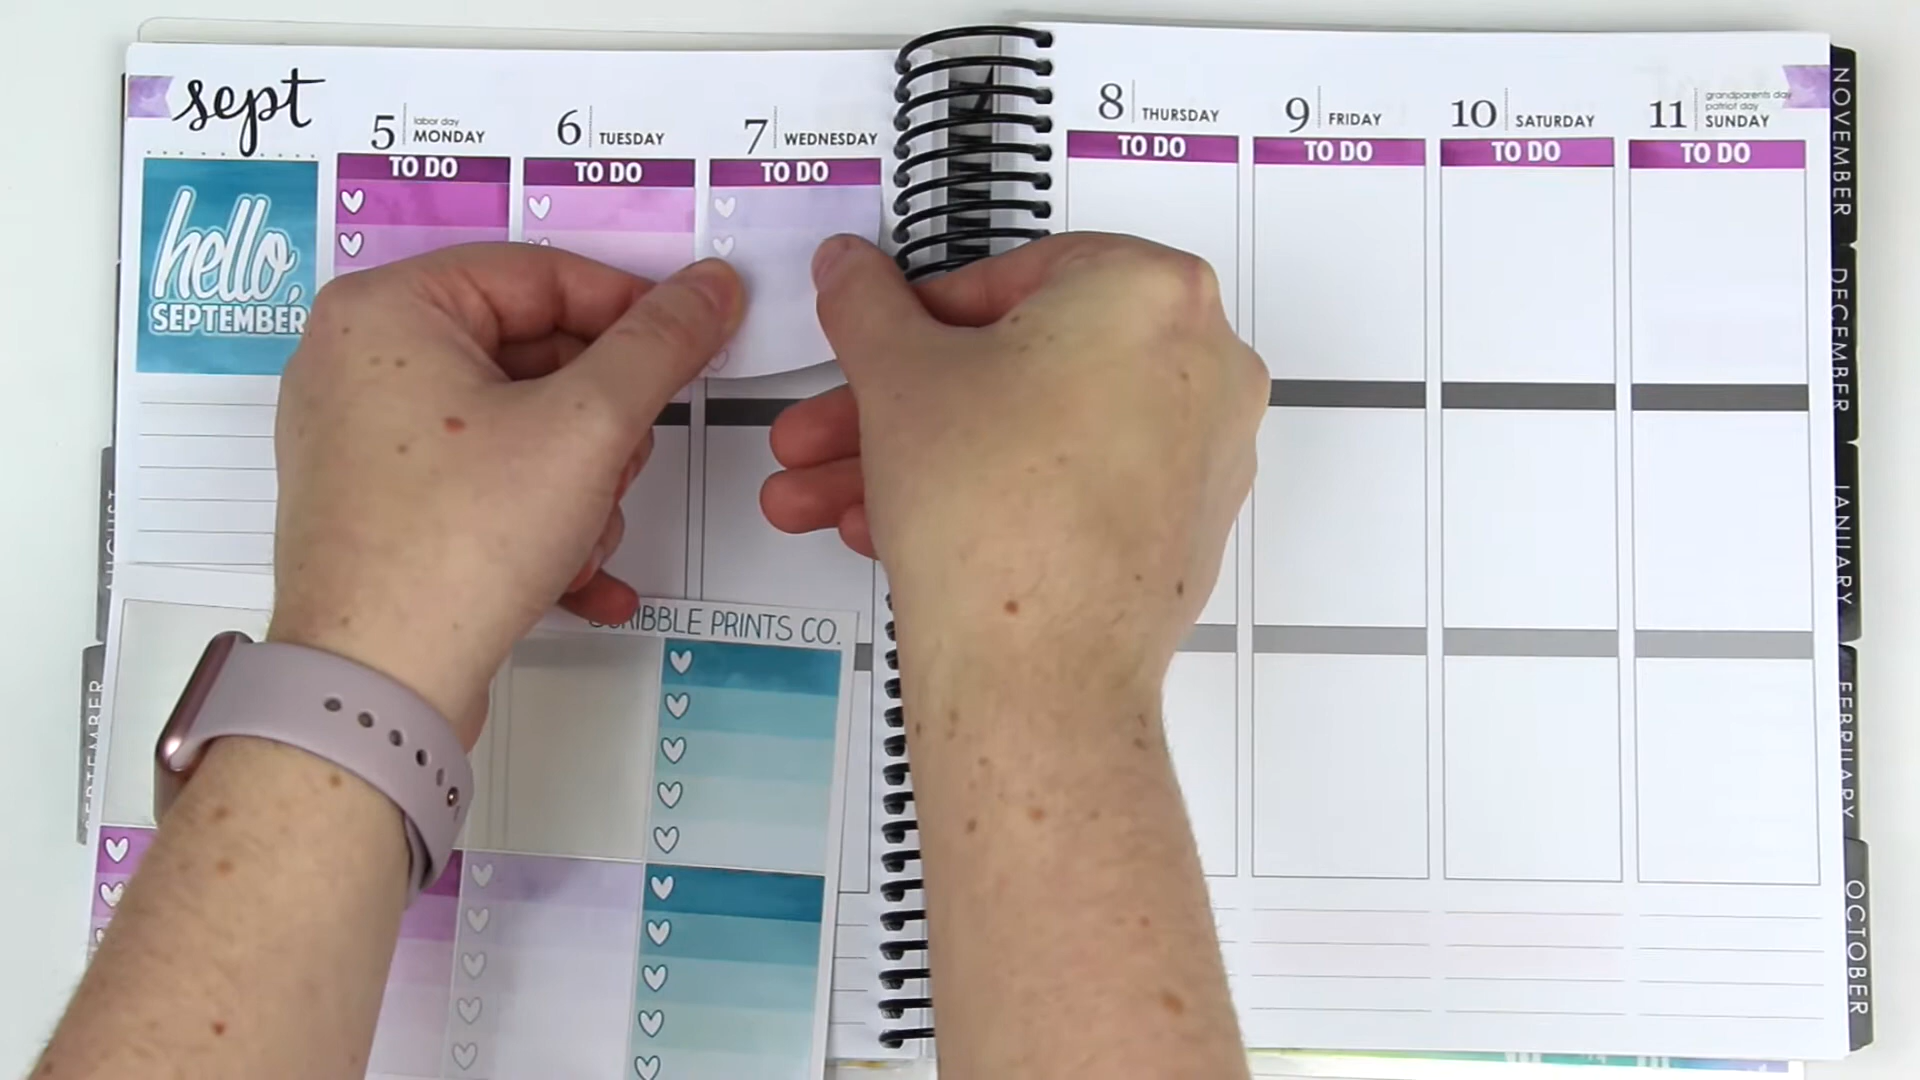 sept
5 labor day MONDAY
6 TUESDAY
7 WEDNESDAY
8 THURSDAY
9 FRIDAY
10 SATURDAY
11 grandparents day patriot day SUNDAY
TO DO
TO DO
TO DO
TO DO
TO DO
TO DO
TO DO
hello,
SEPTEMBER
SCRIBBLE PRINTS CO.
AUGUST
SEPTEMBER
NOVEMBER
DECEMBER
JANUARY
FEBRUARY
OCTOBER